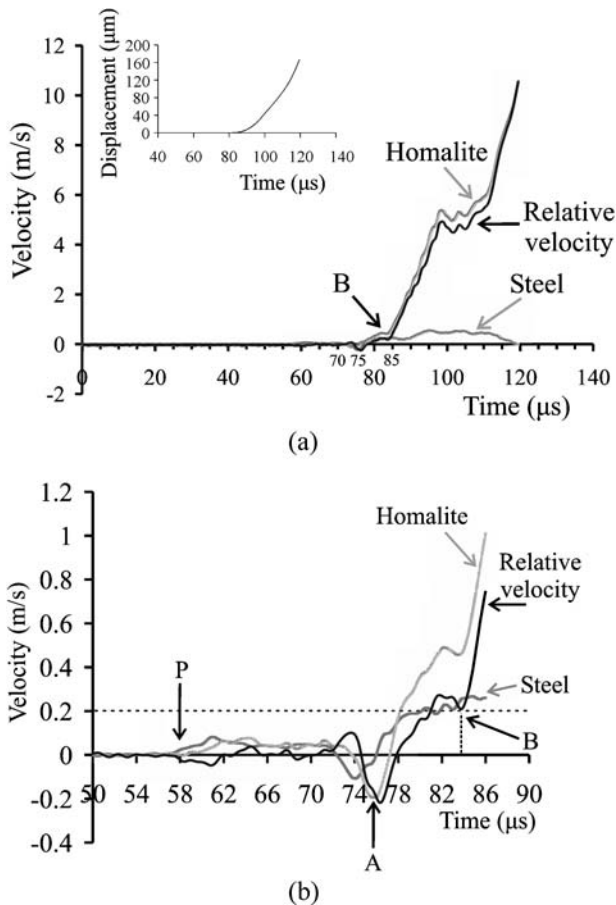 Displacement (μm)
200
160
120
80
40
0
40 60 80 100 120 140
Time (μs)
Velocity (m/s)
12
10
8
6
4
2
0
-2
Homalite
Relative
velocity
B
Steel
70 75 85
0 20 40 60 80 100 120 140
Time (μs)
(a)
Velocity (m/s)
1.2
1
0.8
0.6
0.4
0.2
0
-0.2
-0.4
Homalite
Relative
velocity
P
Steel
B
50 54 58 62 66 70 74 78 82 86 90
Time (μs)
A
(b)